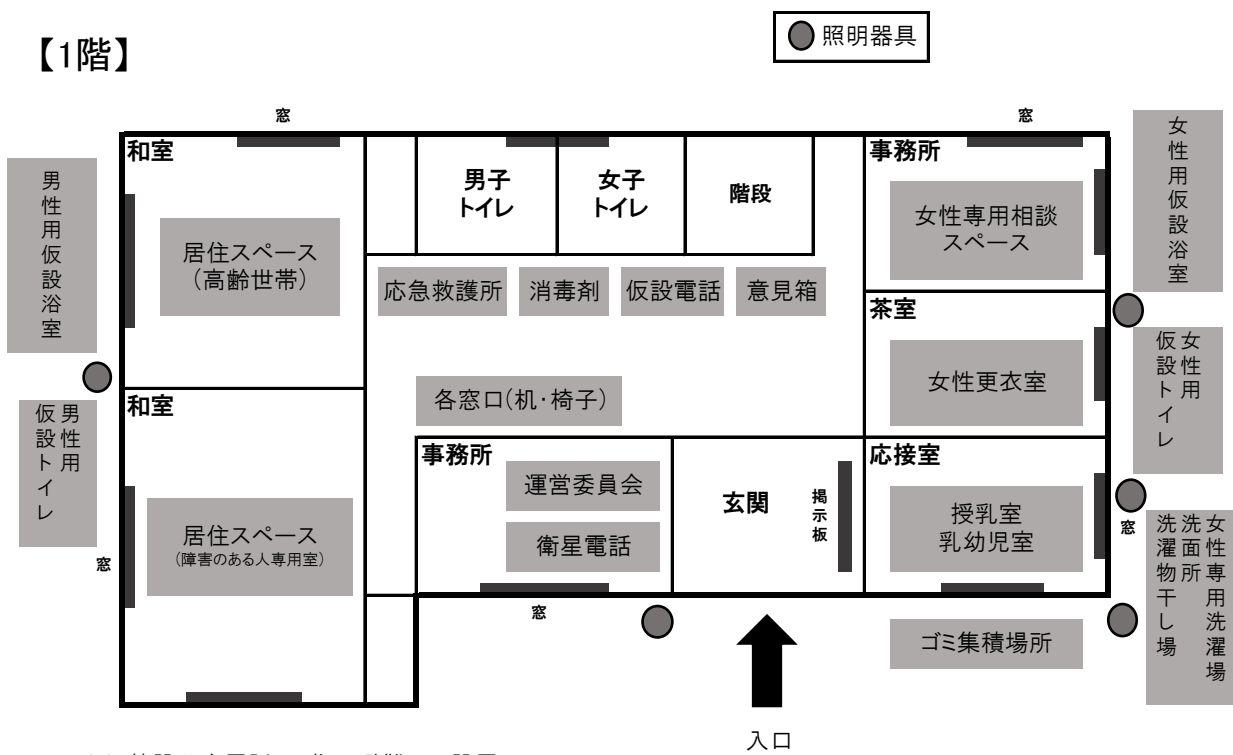 【1階】
照明器具
窓
窓
和室
事務所
男性用仮設浴室
女性用仮設浴室
男子
トイレ
女子
トイレ
階段
居住スペース
(高齢世帯)
女性専用相談
スペース
応急救護所
消毒剤
仮設電話
意見箱
茶室
女性更衣室
女性用
仮設トイレ
各窓口(机・椅子)
和室
男性用
仮設トイレ
事務所
運営委員会
衛星電話
玄関
掲示板
応接室
授乳室
乳幼児室
窓
女性専用洗濯場
洗面所
洗濯物干し場
居住スペース
(障害のある人専用室)
窓
窓
ゴミ集積場所
入口